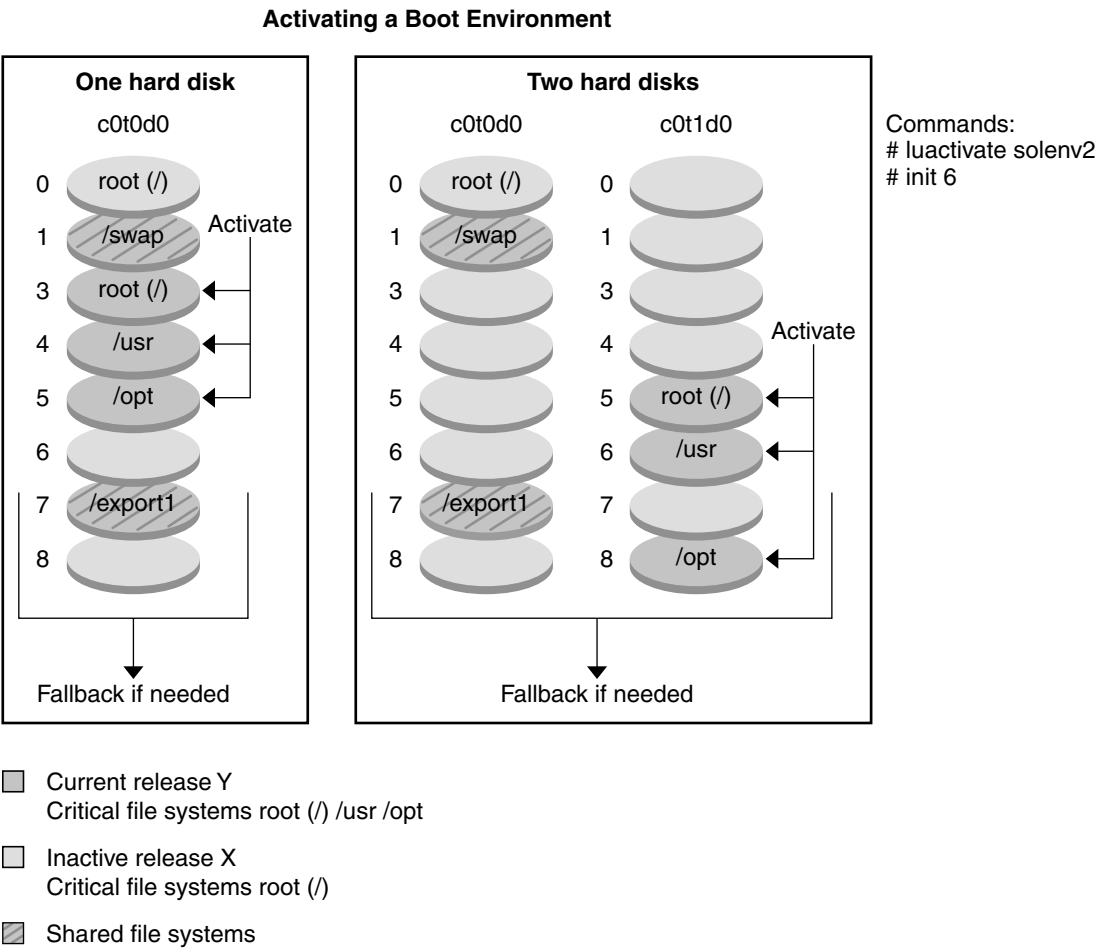 Activating a Boot Environment
One hard disk
c0t0d0
0 root (/)
1 /swap
Activate
3 root (/)
4 /usr
5 /opt
6
7 /export1
8
Fallback if needed
Two hard disks
c0t0d0
0 root (/)
1 /swap
3
4
5
6
7 /export1
8
c0t1d0
0
1
3
4
Activate
5 root (/)
6 /usr
7
8 /opt
Fallback if needed
Commands:
# luactivate solenv2
# init 6
Current release Y
Critical file systems root (/) /usr /opt
Inactive release X
Critical file systems root (/)
Shared file systems